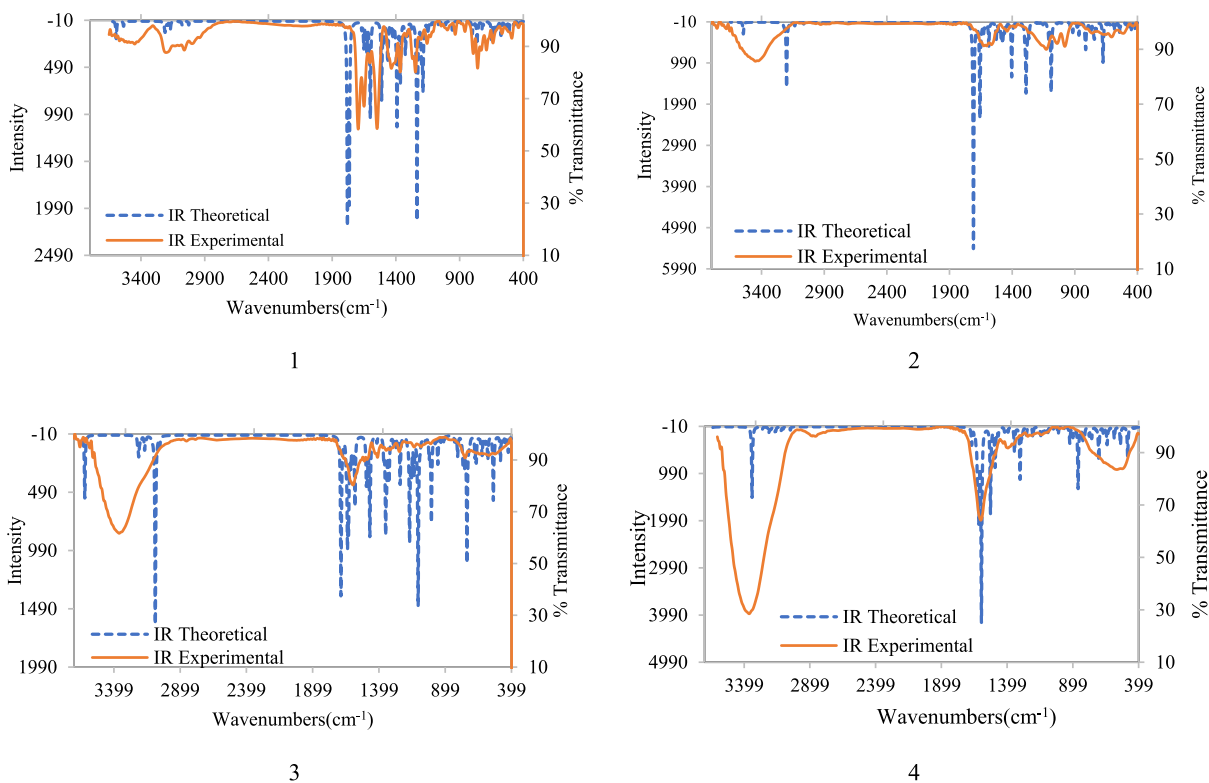 -10
490
990
1490
1990
2490
Intensity
90
70
50
30
10
% Transmittance
IR Theoretical
IR Experimental
3400 2900 2400 1900 1400 900 400
Wavenumbers(cm-1)
1
-10
990
1990
2990
3990
4990
5990
Intensity
90
70
50
30
10
% Transmittance
IR Theoretical
IR Experimental
3400 2900 2400 1900 1400 900 400
Wavenumbers(cm-1)
2
-10
490
990
1490
1990
Intensity
90
70
50
30
10
% Transmittance
IR Theoretical
IR Experimental
3399 2899 2399 1899 1399 899 399
Wavenumbers(cm-1)
3
-10
990
1990
2990
3990
4990
Intensity
90
70
50
30
10
% Transmittance
IR Theoretical
IR Experimental
3399 2899 2399 1899 1399 899 399
Wavenumbers(cm-1)
4